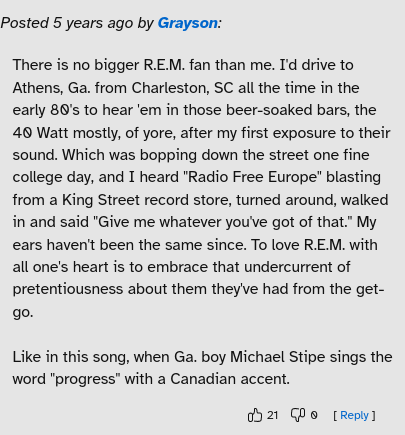 Posted 5 years ago by Grayson:
There is no bigger R.E.M. fan than me. I'd drive to
Athens, Ga. from Charleston, SC all the time in the
early 80's to hear 'em in those beer-soaked bars, the
40 Watt mostly, of yore, after my first exposure to their
sound. Which was bopping down the street one fine
college day, and I heard "Radio Free Europe" blasting
from a King Street record store, turned around, walked
in and said "Give me whatever you've got of that." My
ears haven't been the same since. To love R.E.M. with
all one's heart is to embrace that undercurrent of
pretentiousness about them they've had from the get-
go.
Like in this song, when Ga. boy Michael Stipe sings the
word "progress" with a Canadian accent.
21 0 [ Reply ]